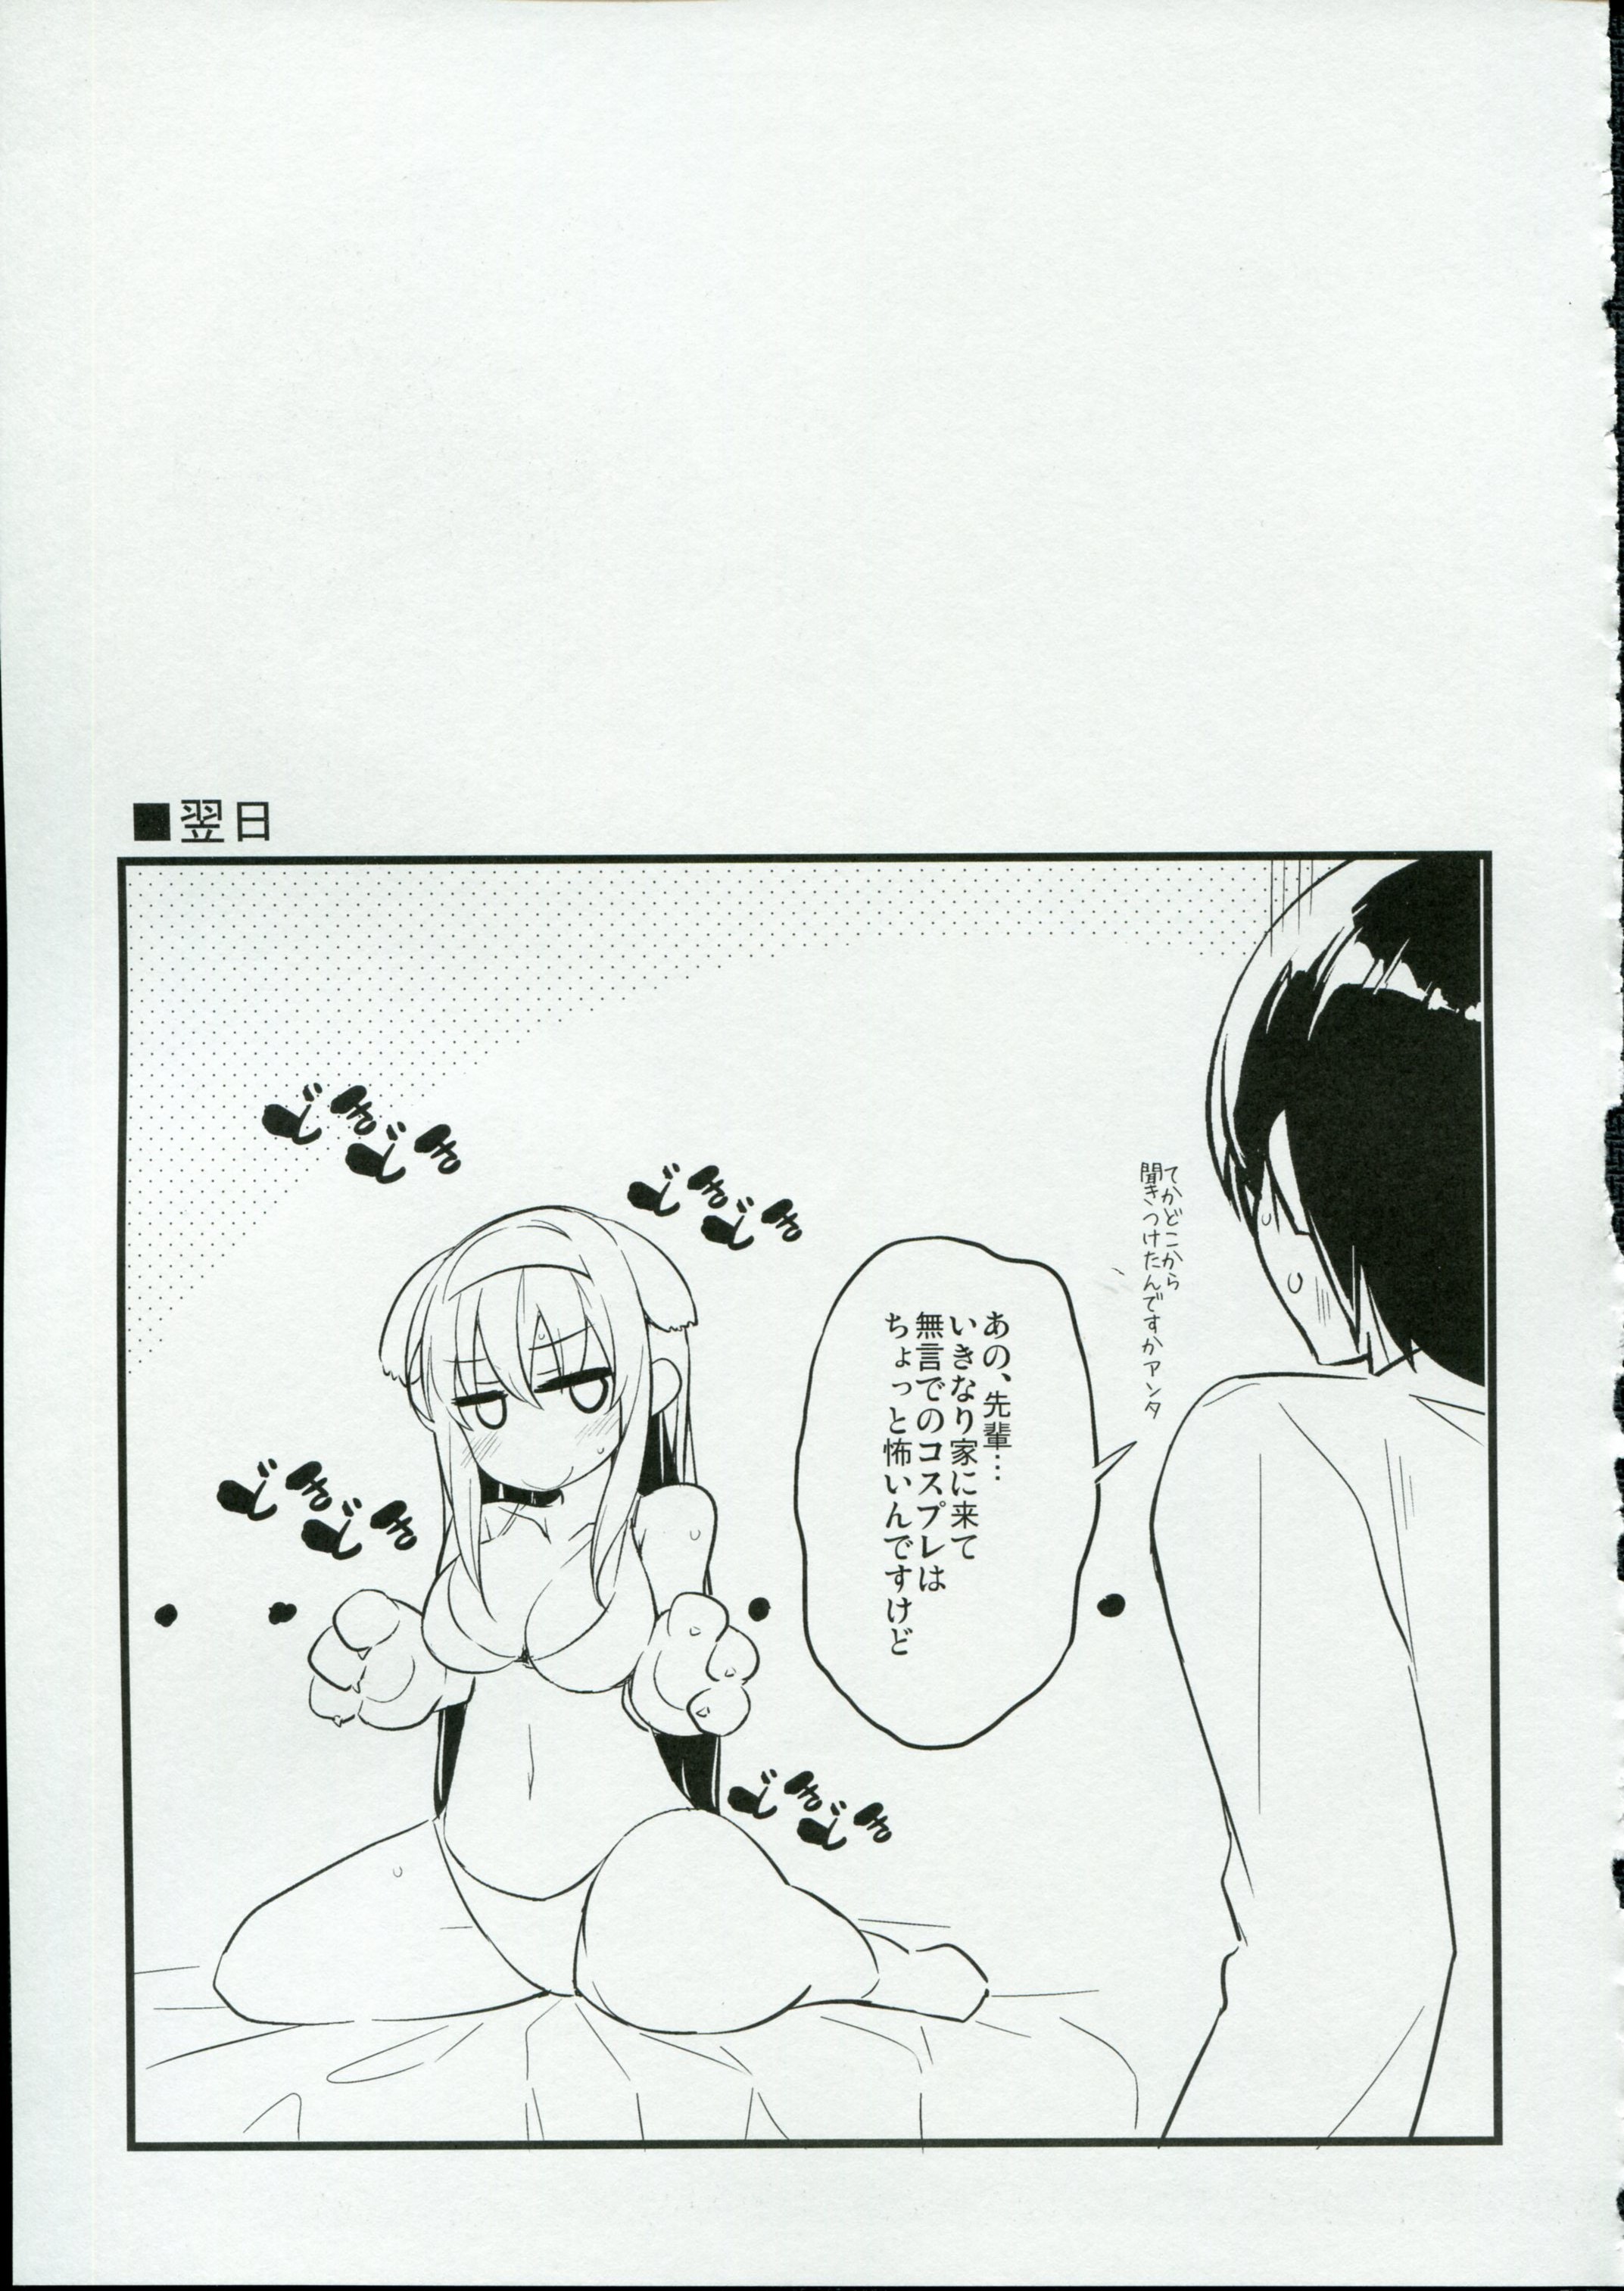 ■翌日
てかどこから
聞きつけたんですかアンタ
あの、先輩…
いきなり家に来て
無言でのコスプレは
ちょっと怖いんですけど
どきどき
どきどき
どきどき
どきどき